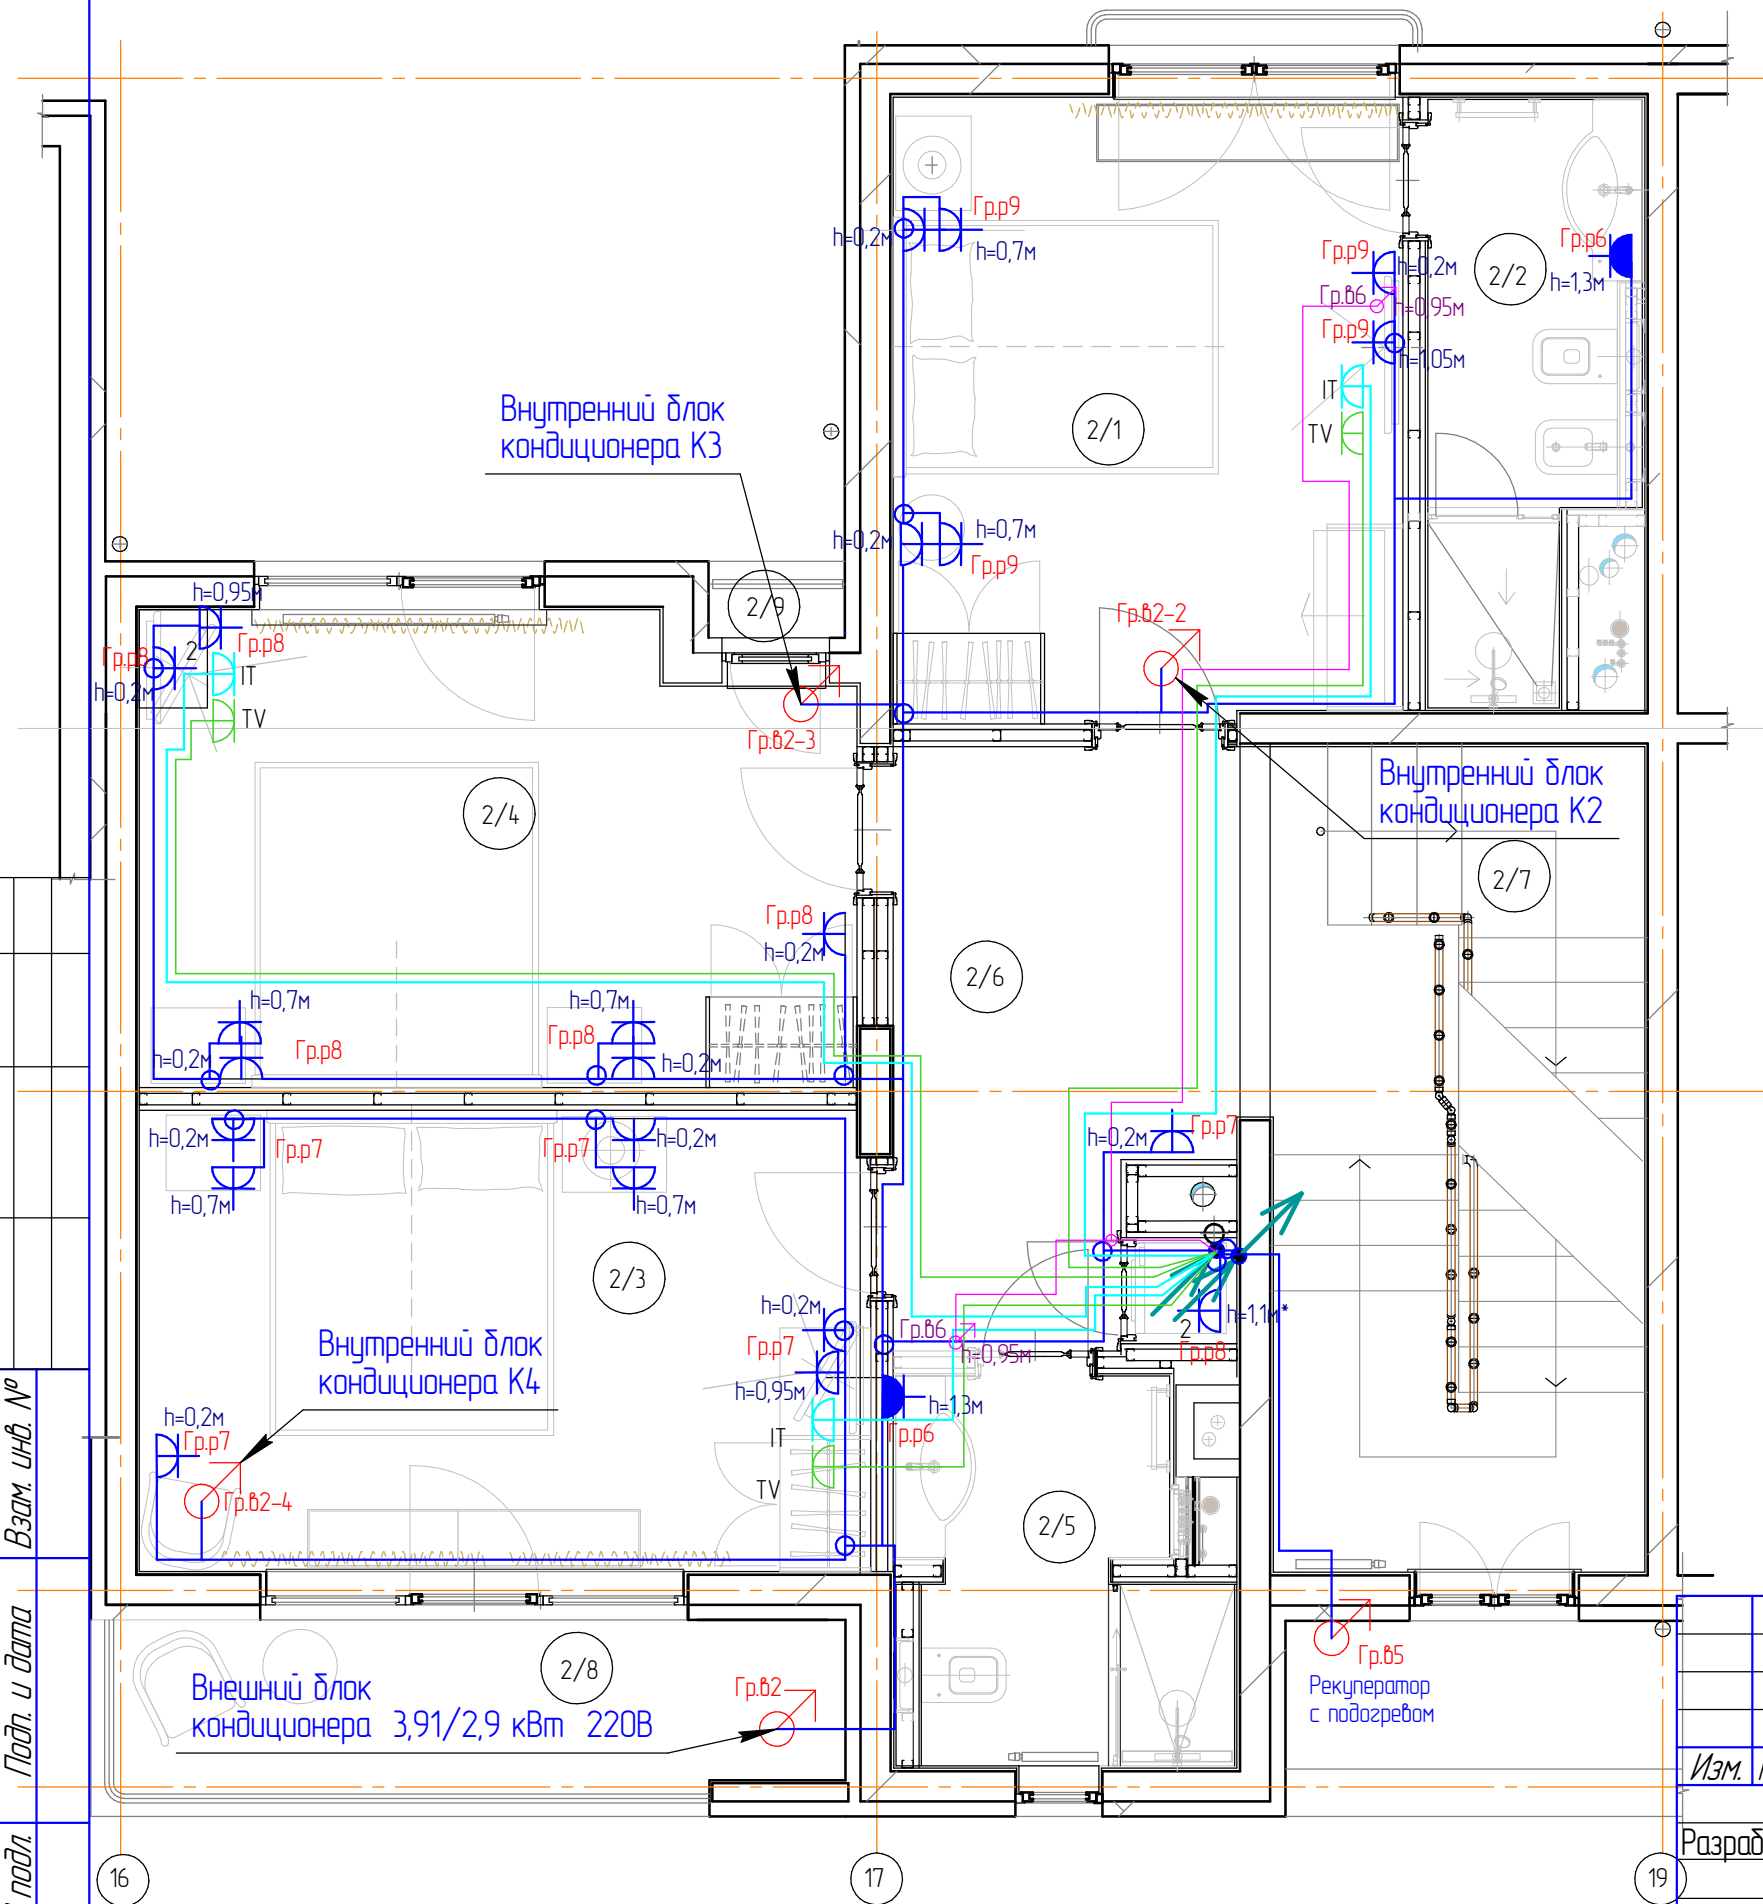 Гр.р9
h=0,2м
h=0,7м
Гр.р9
h=0,2м
Гр.в6
h=0,95м
Гр.р9
h=1,05м
IT
TV
2/1
Гр.р6
h=1,3м
2/2
Внутренний блок
кондиционера К3
h=0,7м
h=0,2м
Гр.р9
2/9
h=0,95м
Гр.р8
2
Гр.р8
h=0,2м
IT
TV
Гр.в2-2
Гр.в2-3
2/4
Внутренний блок
кондиционера К2
2/7
Гр.р8
h=0,2м
2/6
h=0,7м
h=0,2м
Гр.р8
h=0,7м
Гр.р8
h=0,2м
h=0,2м
Гр.р7
h=0,7м
Гр.р7
h=0,2м
h=0,7м
h=0,2м
Гр.р7
2/3
h=0,2м
Гр.р7
h=0,95м
IT
TV
Гр.в6
h=0,95м
h=1,1м*
2
Гр.р8
h=1,3м
Гр.р6
Внутренний блок
кондиционера К4
h=0,2м
Гр.р7
Гр.в2-4
2/5
2/8
Внешний блок
кондиционера 3,91/2,9 кВт 220В
Гр.в2
Гр.в5
Рекуператор
с подогревом
Взам. инв. №
Подп. и дата
подл.
Изм.
Разраб
16
17
19